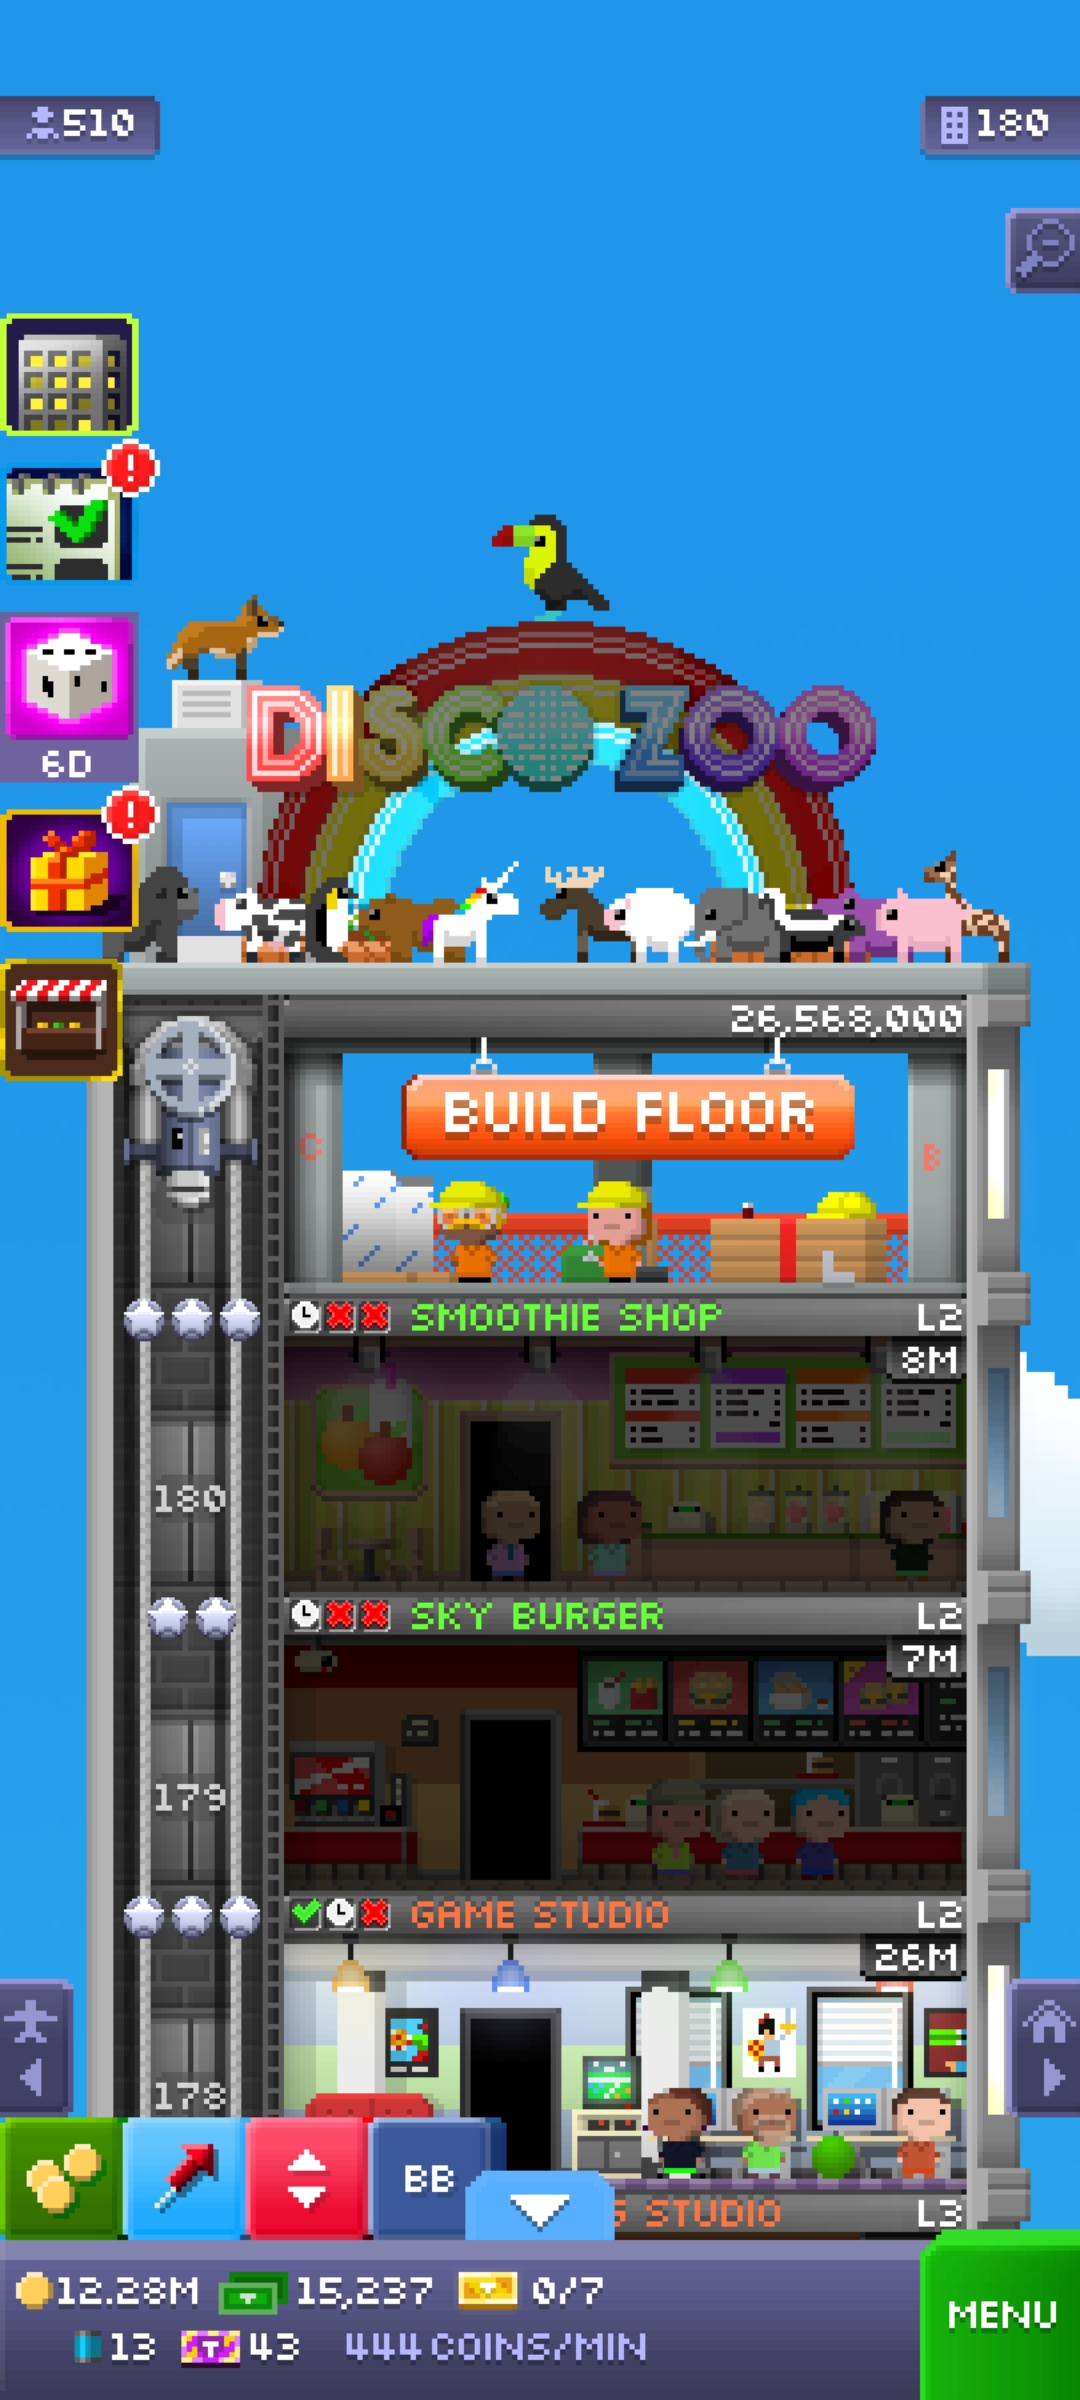 510
180
6D
DISCO ZOO
26,568,000
BUILD FLOOR
C
B
L
SMOOTHIE SHOP L2
8M
180
SKY BURGER L2
7M
179
GAME STUDIO L2
26M
178
BB
STUDIO L3
12.28M 15,237 0/7
13 43 444 COINS/MIN
MENU